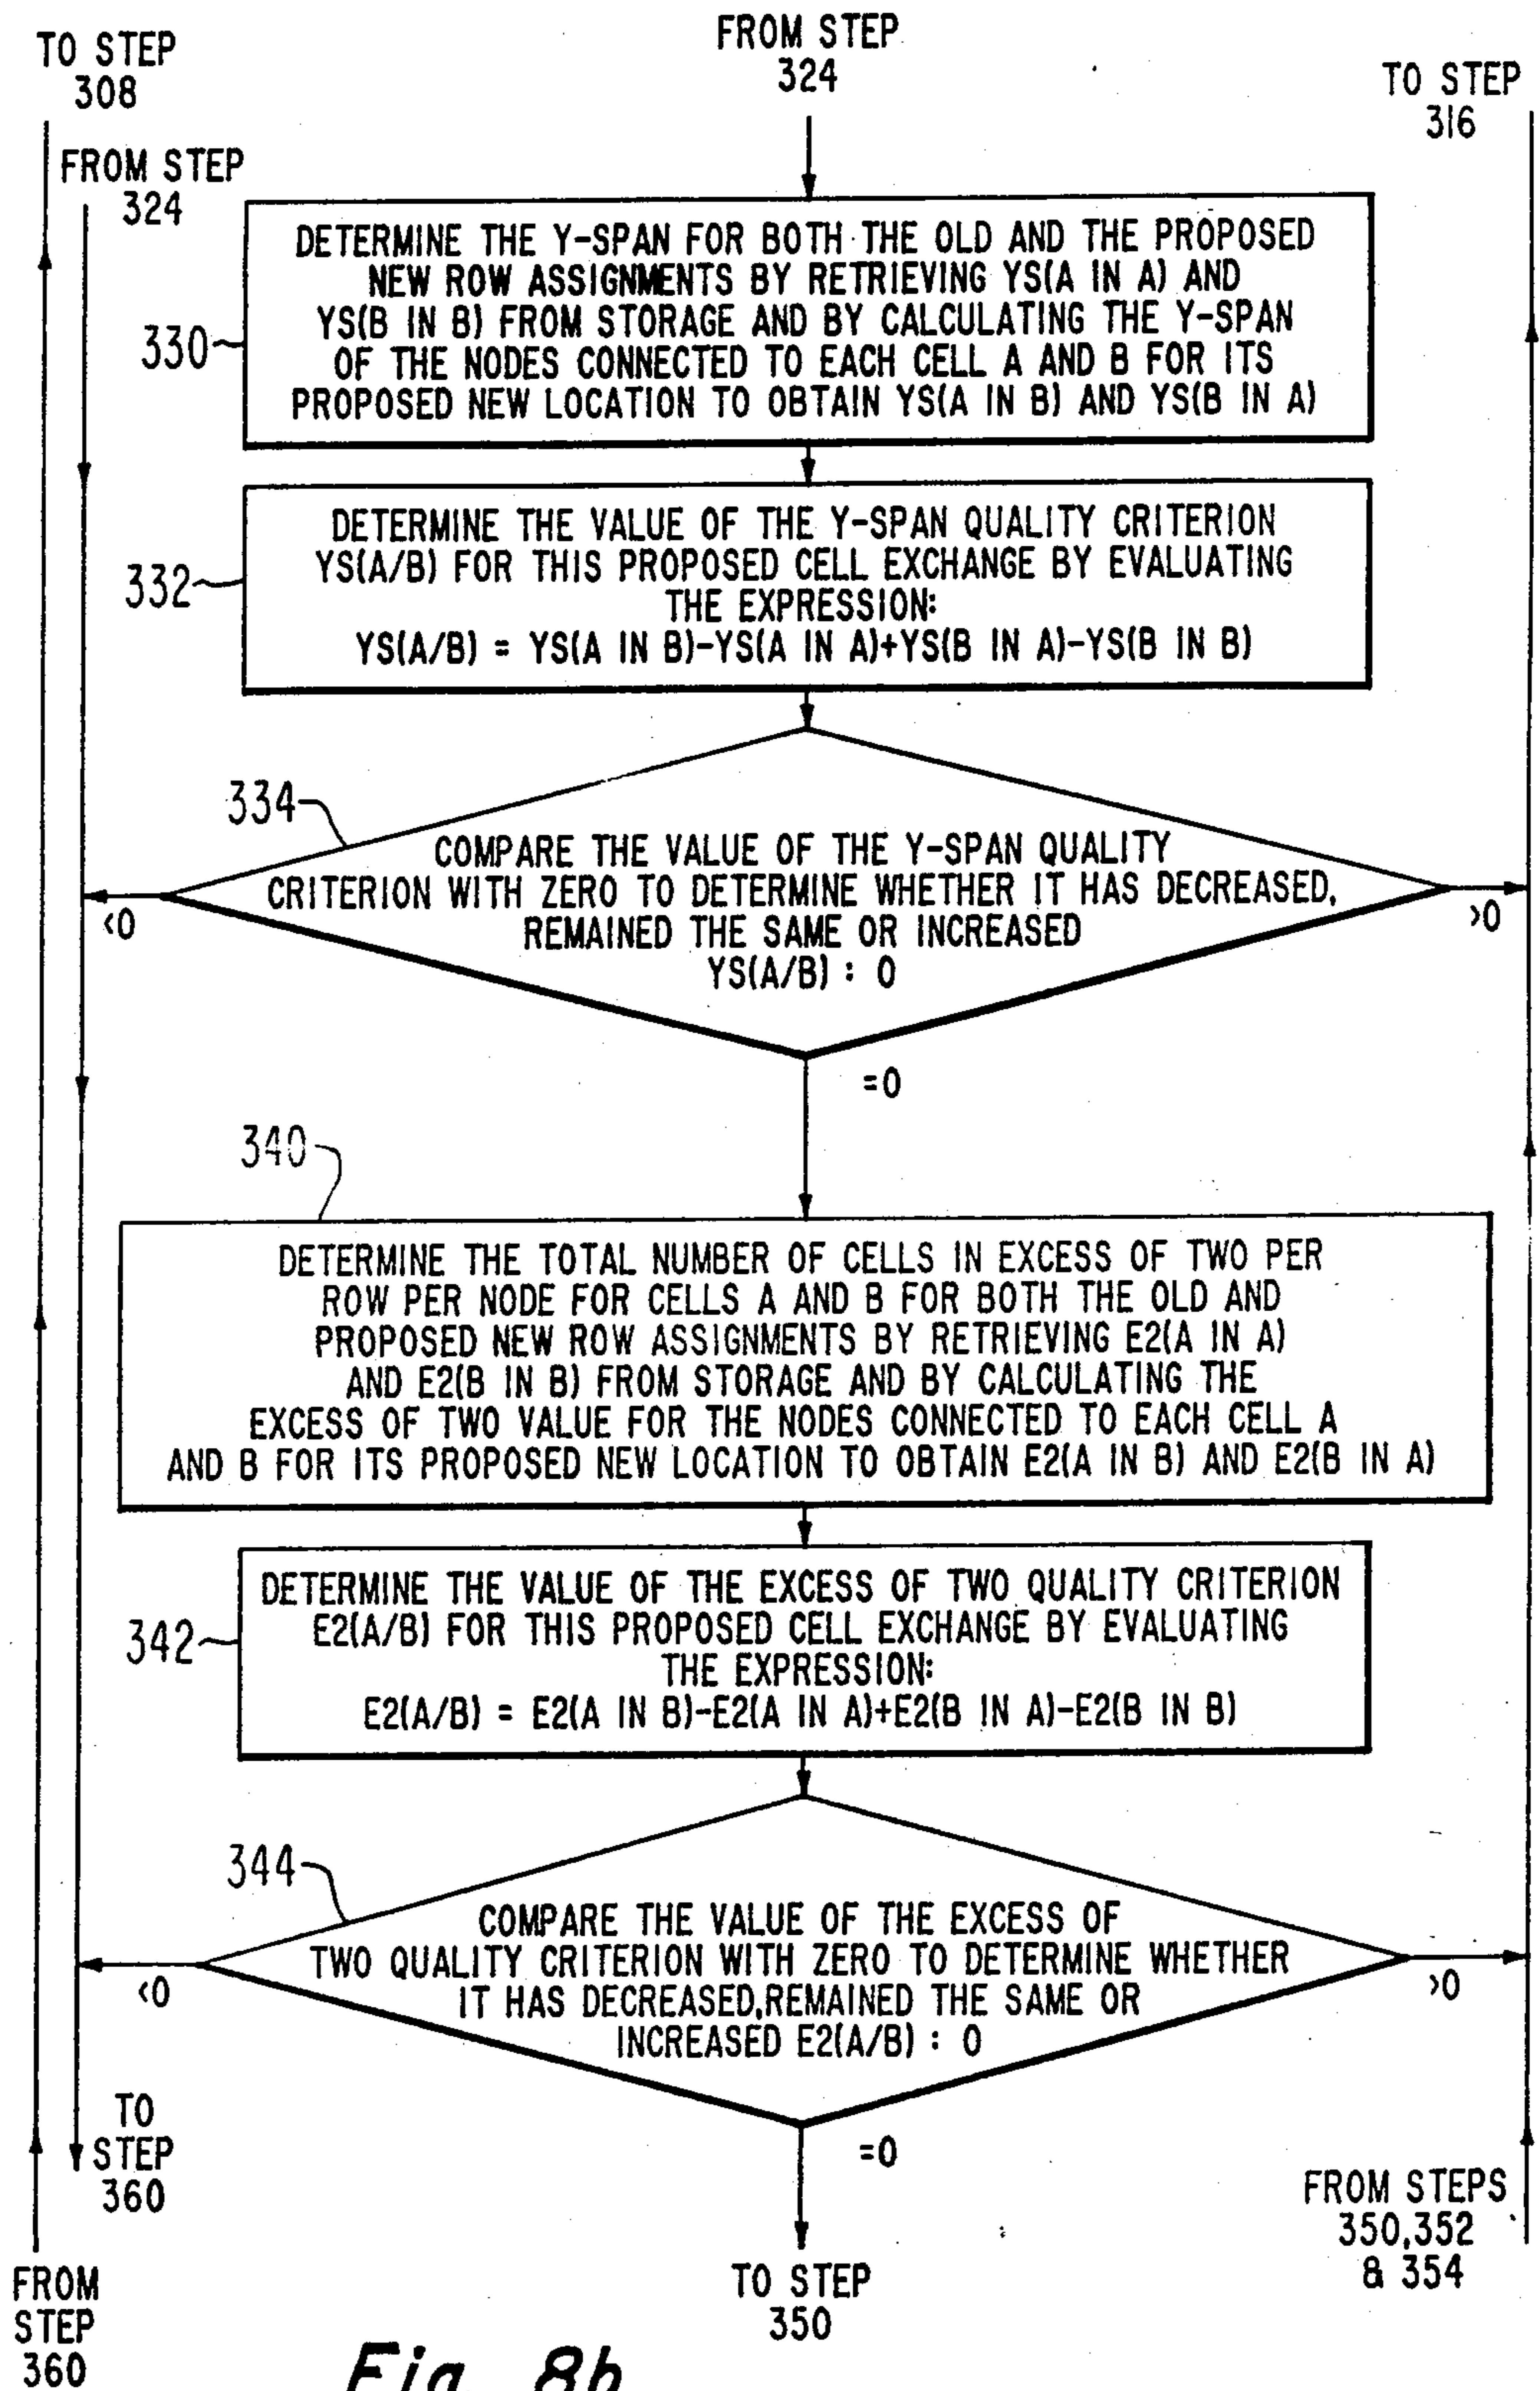 TO STEP
308
FROM STEP
324
TO STEP
316
FROM STEP
324
DETERMINE THE Y-SPAN FOR BOTH THE OLD AND THE PROPOSED
NEW ROW ASSIGNMENTS BY RETRIEVING YS(A IN A) AND
YS(B IN B) FROM STORAGE AND BY CALCULATING THE Y-SPAN
OF THE NODES CONNECTED TO EACH CELL A AND B FOR ITS
PROPOSED NEW LOCATION TO OBTAIN YS(A IN B) AND YS(B IN A)
330
DETERMINE THE VALUE OF THE Y-SPAN QUALITY CRITERION
YS(A/B) FOR THIS PROPOSED CELL EXCHANGE BY EVALUATING
THE EXPRESSION:
YS(A/B) = YS(A IN B)-YS(A IN A)+YS(B IN A)-YS(B IN B)
332
334
COMPARE THE VALUE OF THE Y-SPAN QUALITY
CRITERION WITH ZERO TO DETERMINE WHETHER IT HAS DECREASED,
REMAINED THE SAME OR INCREASED
YS(A/B) : 0
<0
>0
=0
340
DETERMINE THE TOTAL NUMBER OF CELLS IN EXCESS OF TWO PER
ROW PER NODE FOR CELLS A AND B FOR BOTH THE OLD AND
PROPOSED NEW ROW ASSIGNMENTS BY RETRIEVING E2(A IN A)
AND E2(B IN B) FROM STORAGE AND BY CALCULATING THE
EXCESS OF TWO VALUE FOR THE NODES CONNECTED TO EACH CELL A
AND B FOR ITS PROPOSED NEW LOCATION TO OBTAIN E2(A IN B) AND E2(B IN A)
342
DETERMINE THE VALUE OF THE EXCESS OF TWO QUALITY CRITERION
E2(A/B) FOR THIS PROPOSED CELL EXCHANGE BY EVALUATING
THE EXPRESSION:
E2(A/B) = E2(A IN B)-E2(A IN A)+E2(B IN A)-E2(B IN B)
344
COMPARE THE VALUE OF THE EXCESS OF
TWO QUALITY CRITERION WITH ZERO TO DETERMINE WHETHER
IT HAS DECREASED,REMAINED THE SAME OR
INCREASED E2(A/B) : 0
<0
>0
=0
TO
STEP
360
FROM STEPS
350,352
& 354
FROM
STEP
360
TO STEP
350
Fig. 8b